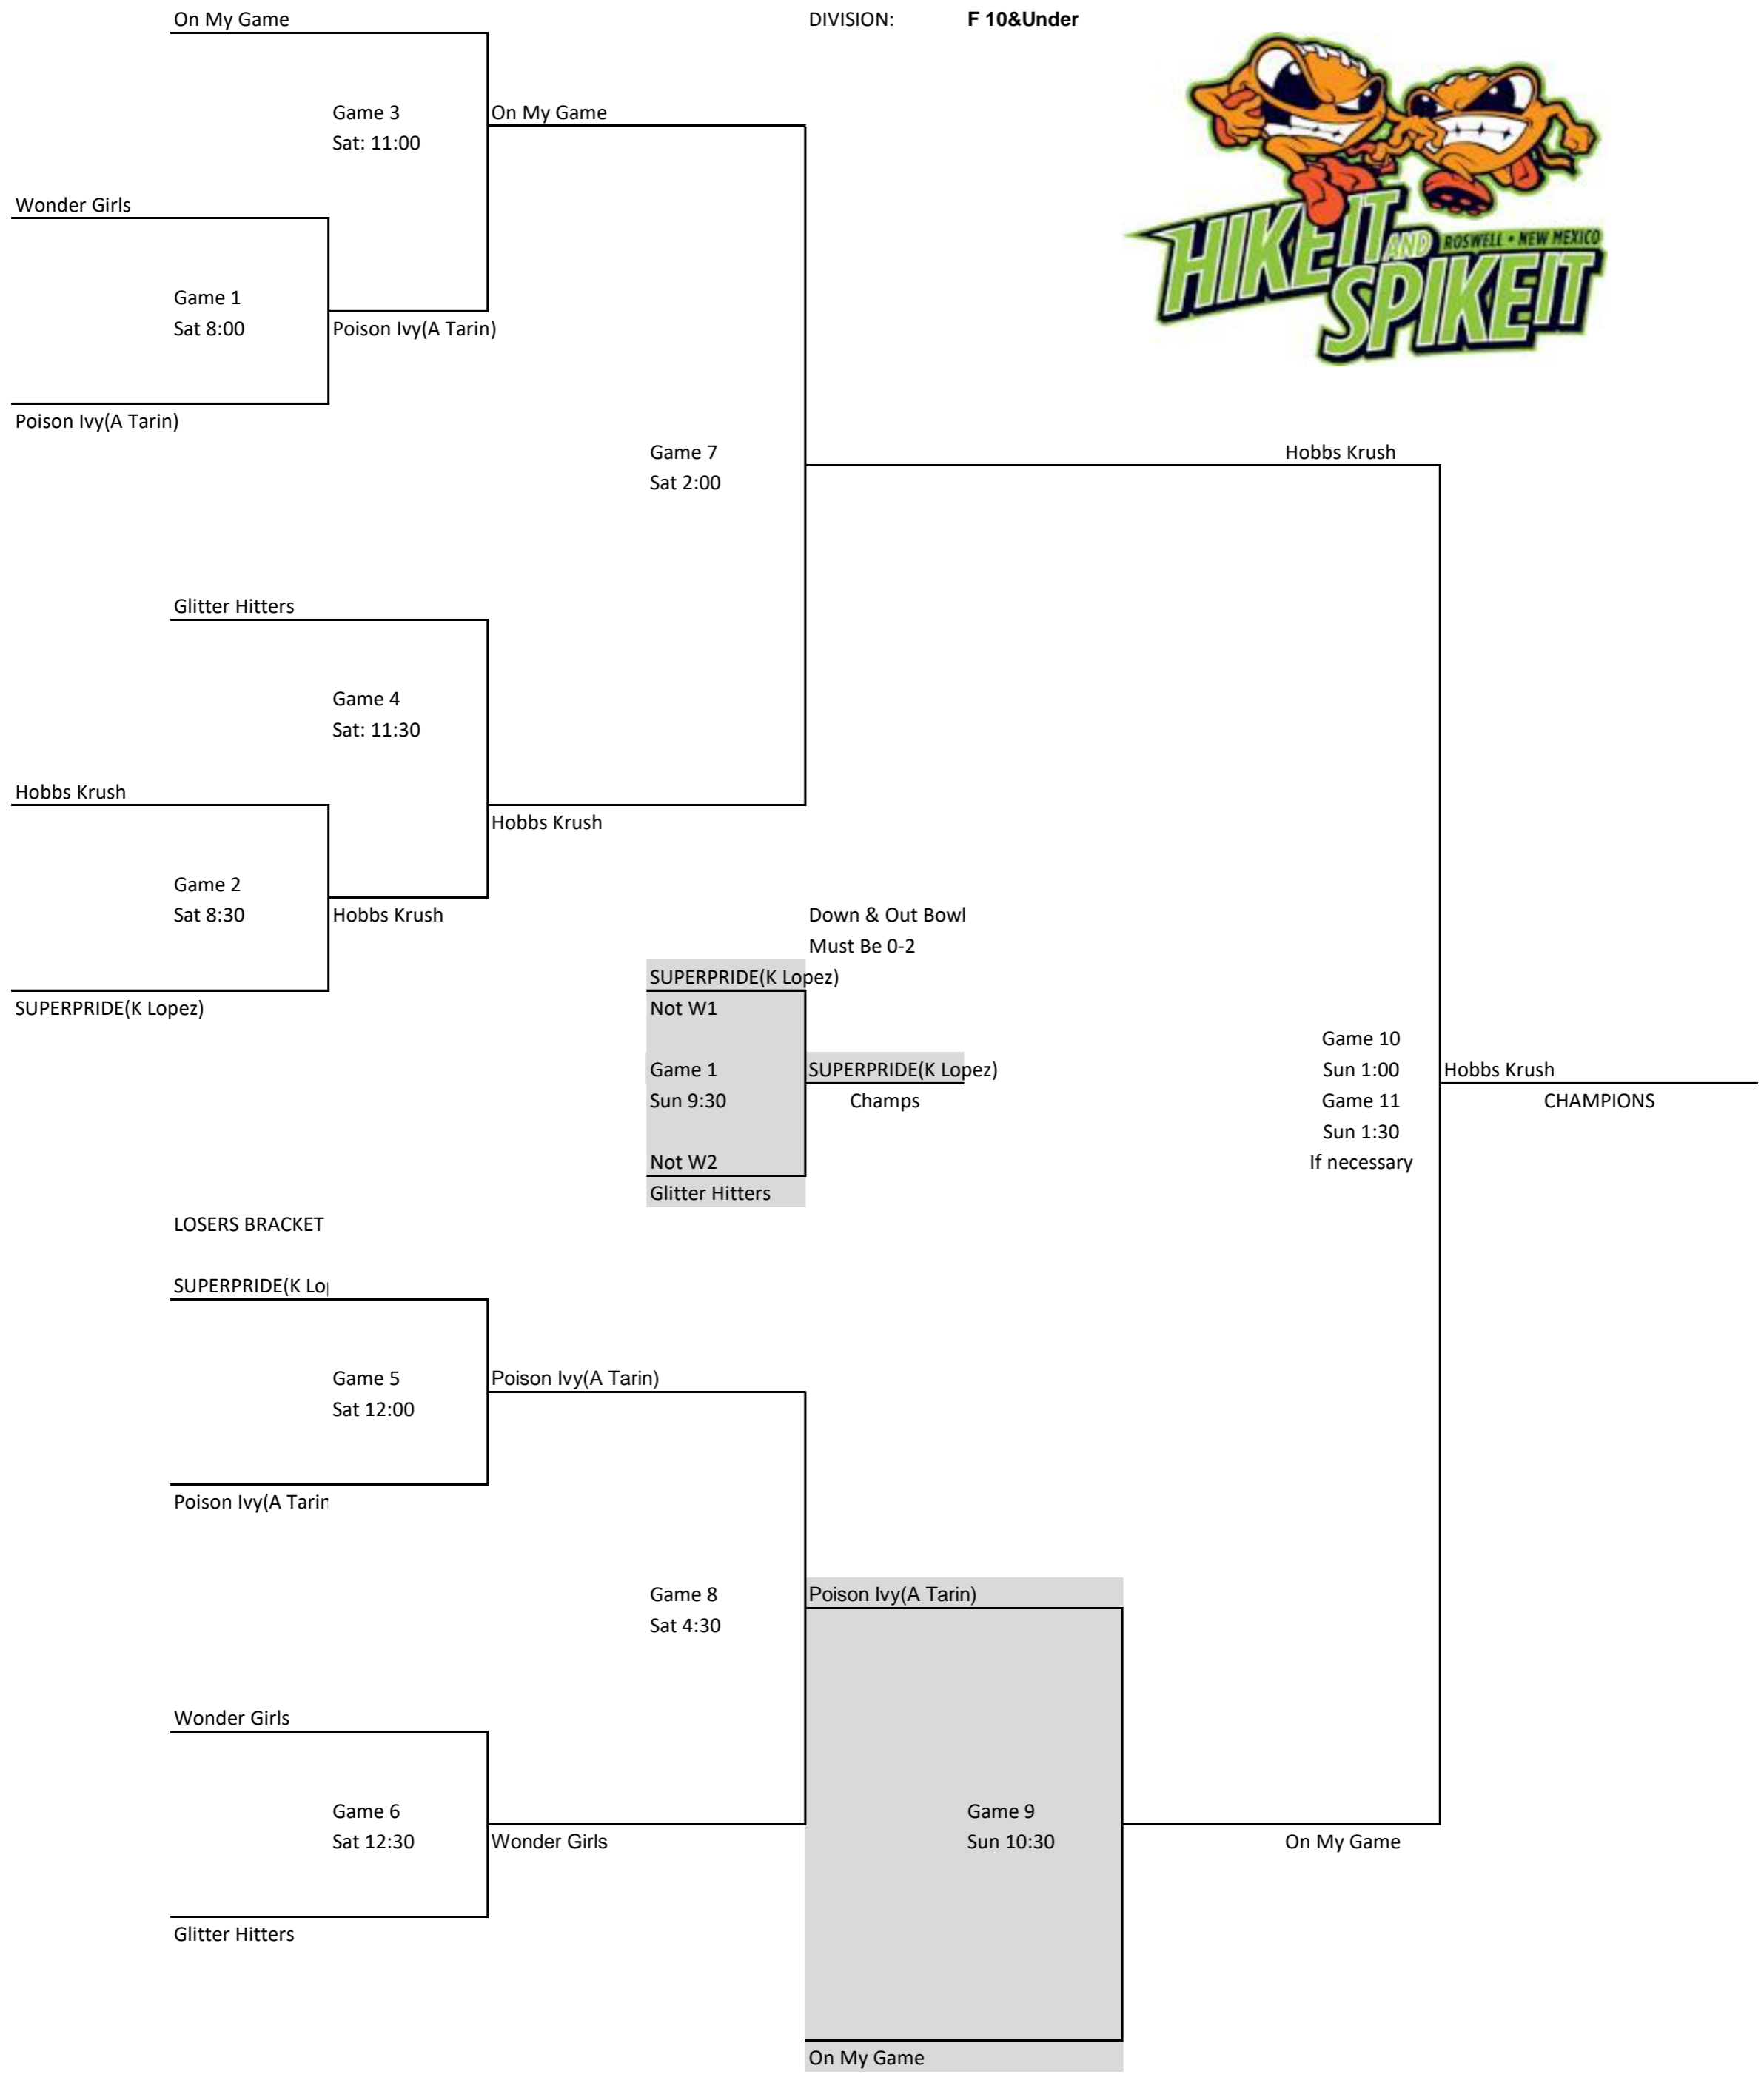 On My Game
DIVISION: F 10&Under
Game 3
Sat: 11:00
On My Game
HIKE IT AND SPIKE IT
ROSWELL • NEW MEXICO
Wonder Girls
Game 1
Sat 8:00
Poison Ivy(A Tarin)
Poison Ivy(A Tarin)
Game 7
Sat 2:00
Hobbs Krush
Glitter Hitters
Game 4
Sat: 11:30
Hobbs Krush
Hobbs Krush
Game 2
Sat 8:30
Hobbs Krush
SUPERPRIDE(K Lopez)
Down & Out Bowl
Must Be 0-2
SUPERPRIDE(K Lopez)
Not W1
Game 1
Sun 9:30
SUPERPRIDE(K Lopez)
Champs
Not W2
Glitter Hitters
Game 10
Sun 1:00
Game 11
Sun 1:30
If necessary
Hobbs Krush
CHAMPIONS
LOSERS BRACKET
SUPERPRIDE(K Lo
Game 5
Sat 12:00
Poison Ivy(A Tarin)
Poison Ivy(A Tarin
Game 8
Sat 4:30
Poison Ivy(A Tarin)
Wonder Girls
Game 6
Sat 12:30
Wonder Girls
Glitter Hitters
Game 9
Sun 10:30
On My Game
On My Game